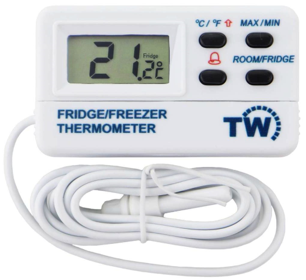 °C/°F ⇧ MAX/MIN
Fridge
21.2°C
ROOM/FRIDGE
FRIDGE/FREEZER
THERMOMETER
TW